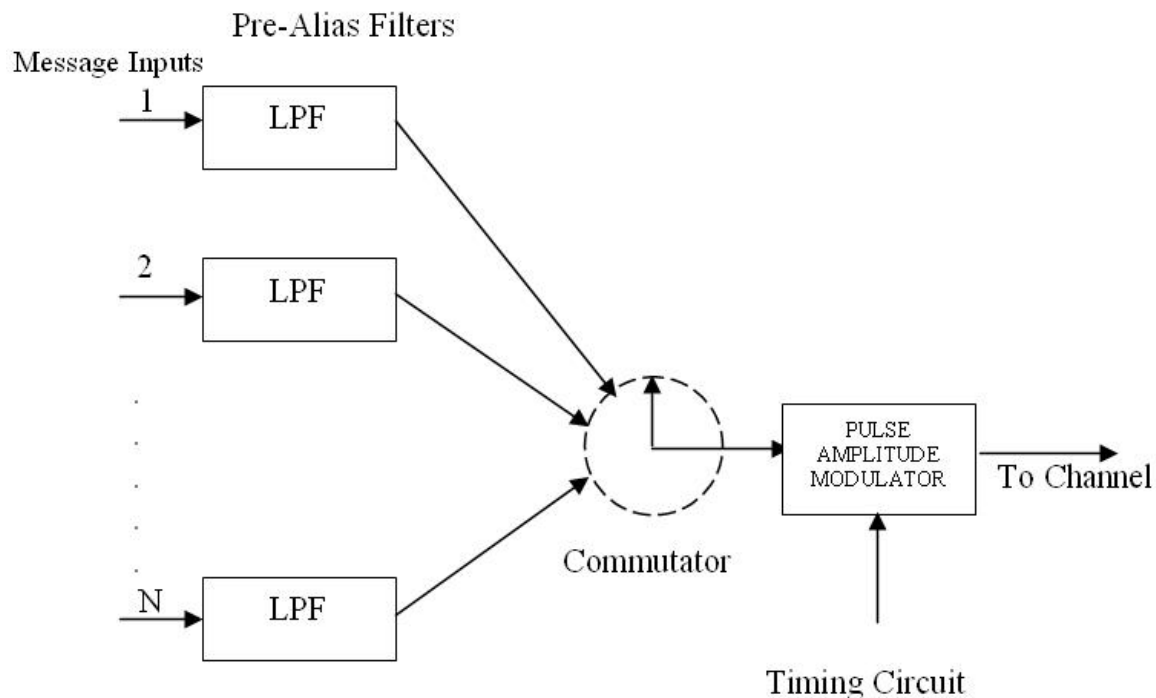 Pre-Alias Filters
Message Inputs
1
LPF
2
LPF
N
LPF
Commutator
PULSE
AMPLITUDE
MODULATOR
To Channel
Timing Circuit